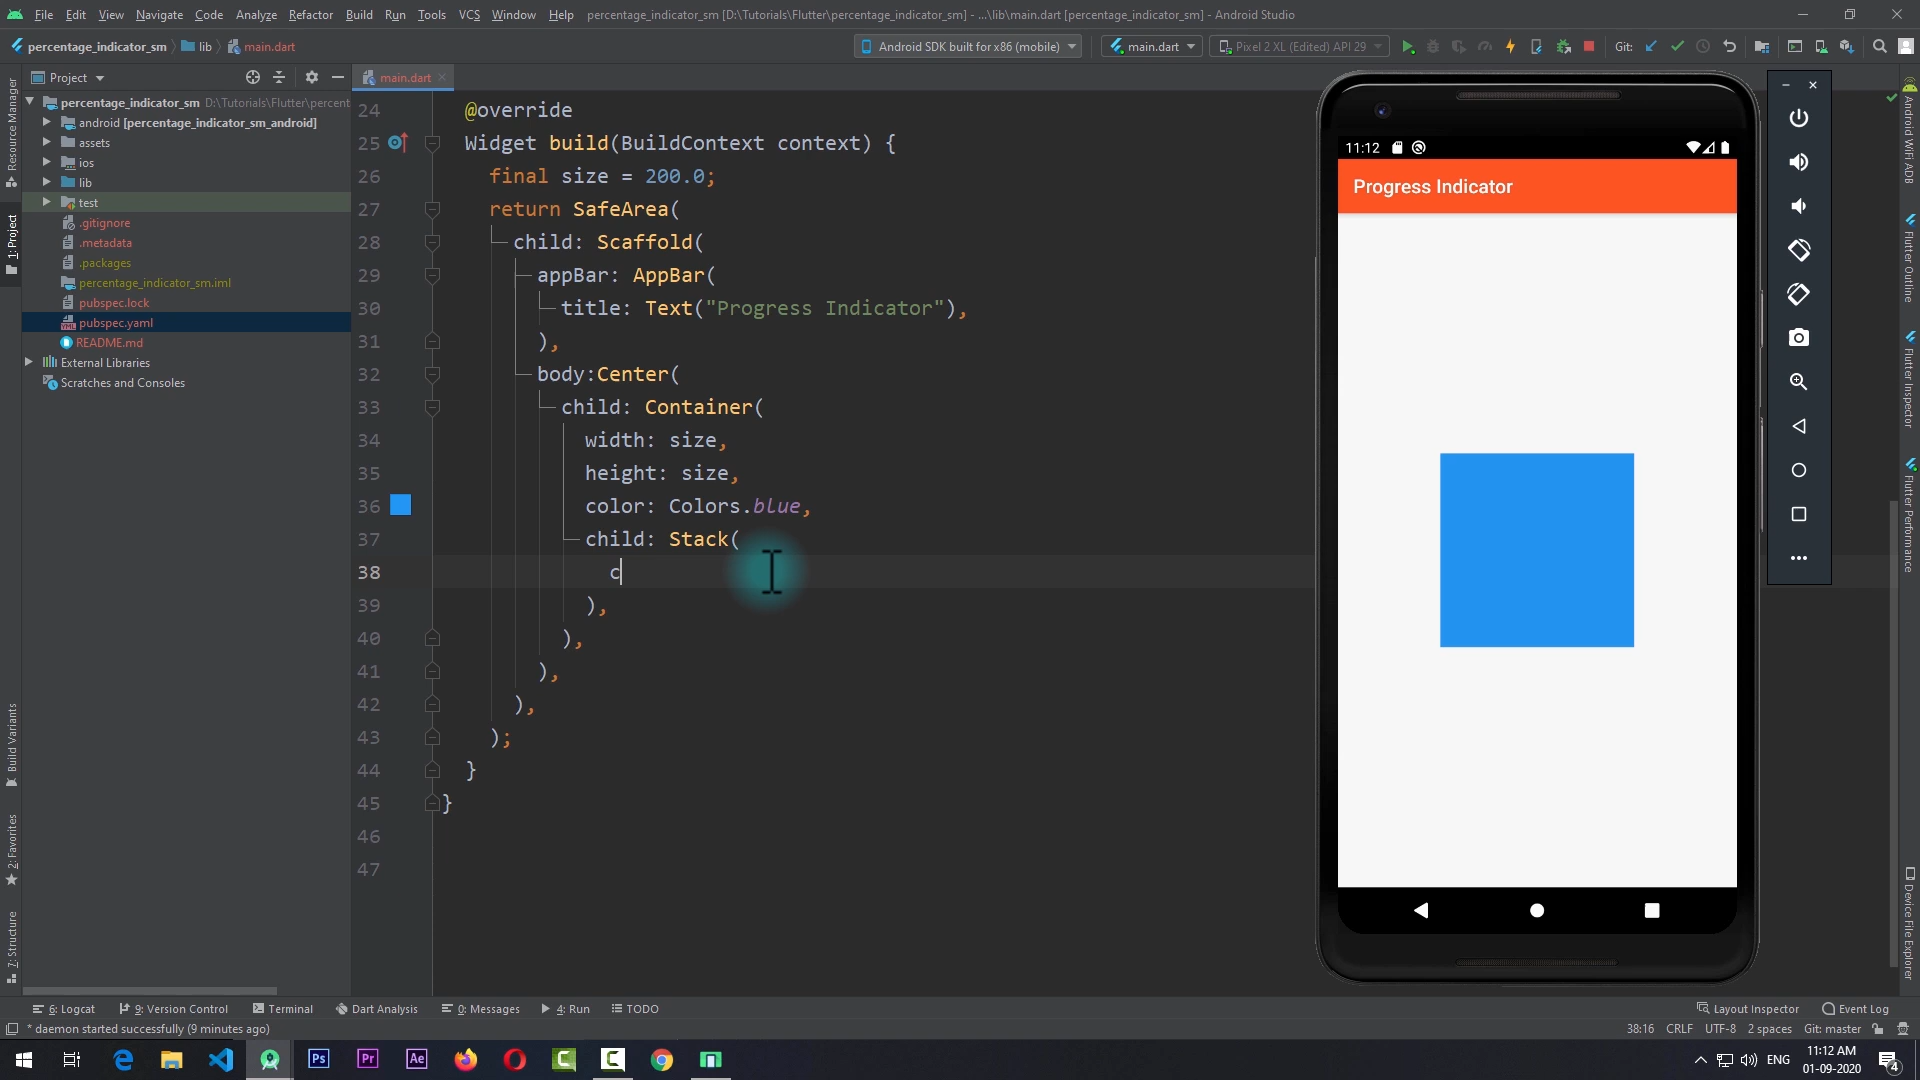 File Edit View Navigate Code Analyze Refactor Build Run Tools VCS Window Help percentage_indicator_sm [D:\Tutorials\Flutter\percentage_indicator_sm] - ...\lib\main.dart [percentage_indicator_sm] - Android Studio
percentage_indicator_sm lib main.dart Android SDK built for x86 (mobile) main.dart Pixel 2 XL (Edited) API 29 Git:
Project main.dart
percentage_indicator_sm D:\Tutorials\Flutter\percent
android [percentage_indicator_sm_android]
assets
ios
lib
test
.gitignore
.metadata
.packages
percentage_indicator_sm.iml
pubspec.lock
pubspec.yaml
README.md
External Libraries
Scratches and Consoles
Resource Manager
1: Project
Build Variants
2: Favorites
7: Structure
24 @override
25 Widget build(BuildContext context) {
26 final size = 200.0;
27 return SafeArea(
28 child: Scaffold(
29 appBar: AppBar(
30 title: Text("Progress Indicator"),
31 ),
32 body:Center(
33 child: Container(
34 width: size,
35 height: size,
36 color: Colors.blue,
37 child: Stack(
38 c
39 ),
40 ),
41 ),
42 ),
43 );
44 }
45 }
46
47
11:12
Progress Indicator
Android WiFi ADB
Flutter Outline
Flutter Inspector
Flutter Performance
Device File Explorer
6: Logcat 9: Version Control Terminal Dart Analysis 0: Messages 4: Run TODO Layout Inspector Event Log
* daemon started successfully (9 minutes ago) 38:16 CRLF UTF-8 2 spaces Git: master
Ps Pr Ae ENG 11:12 AM
01-09-2020
4